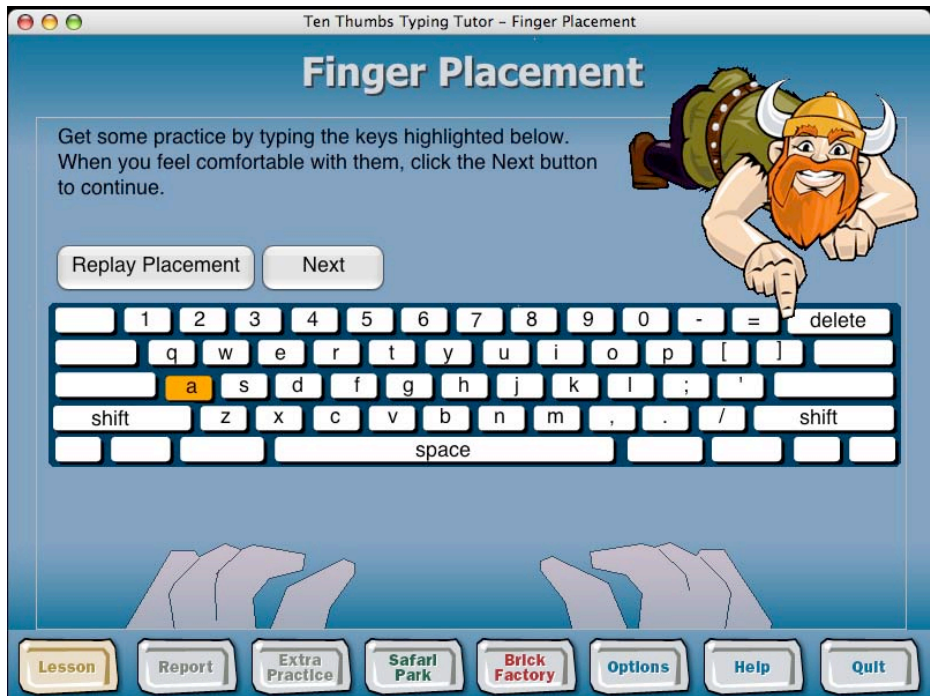 Ten Thumbs Typing Tutor – Finger Placement
Finger Placement
Get some practice by typing the keys highlighted below.
When you feel comfortable with them, click the Next button
to continue.
Replay Placement Next
1 2 3 4 5 6 7 8 9 0 - = delete
q w e r t y u i o p [ ]
a s d f g h j k l ; '
shift z x c v b n m , . / shift
space
Lesson Report Extra Practice Safari Park Brick Factory Options Help Quit